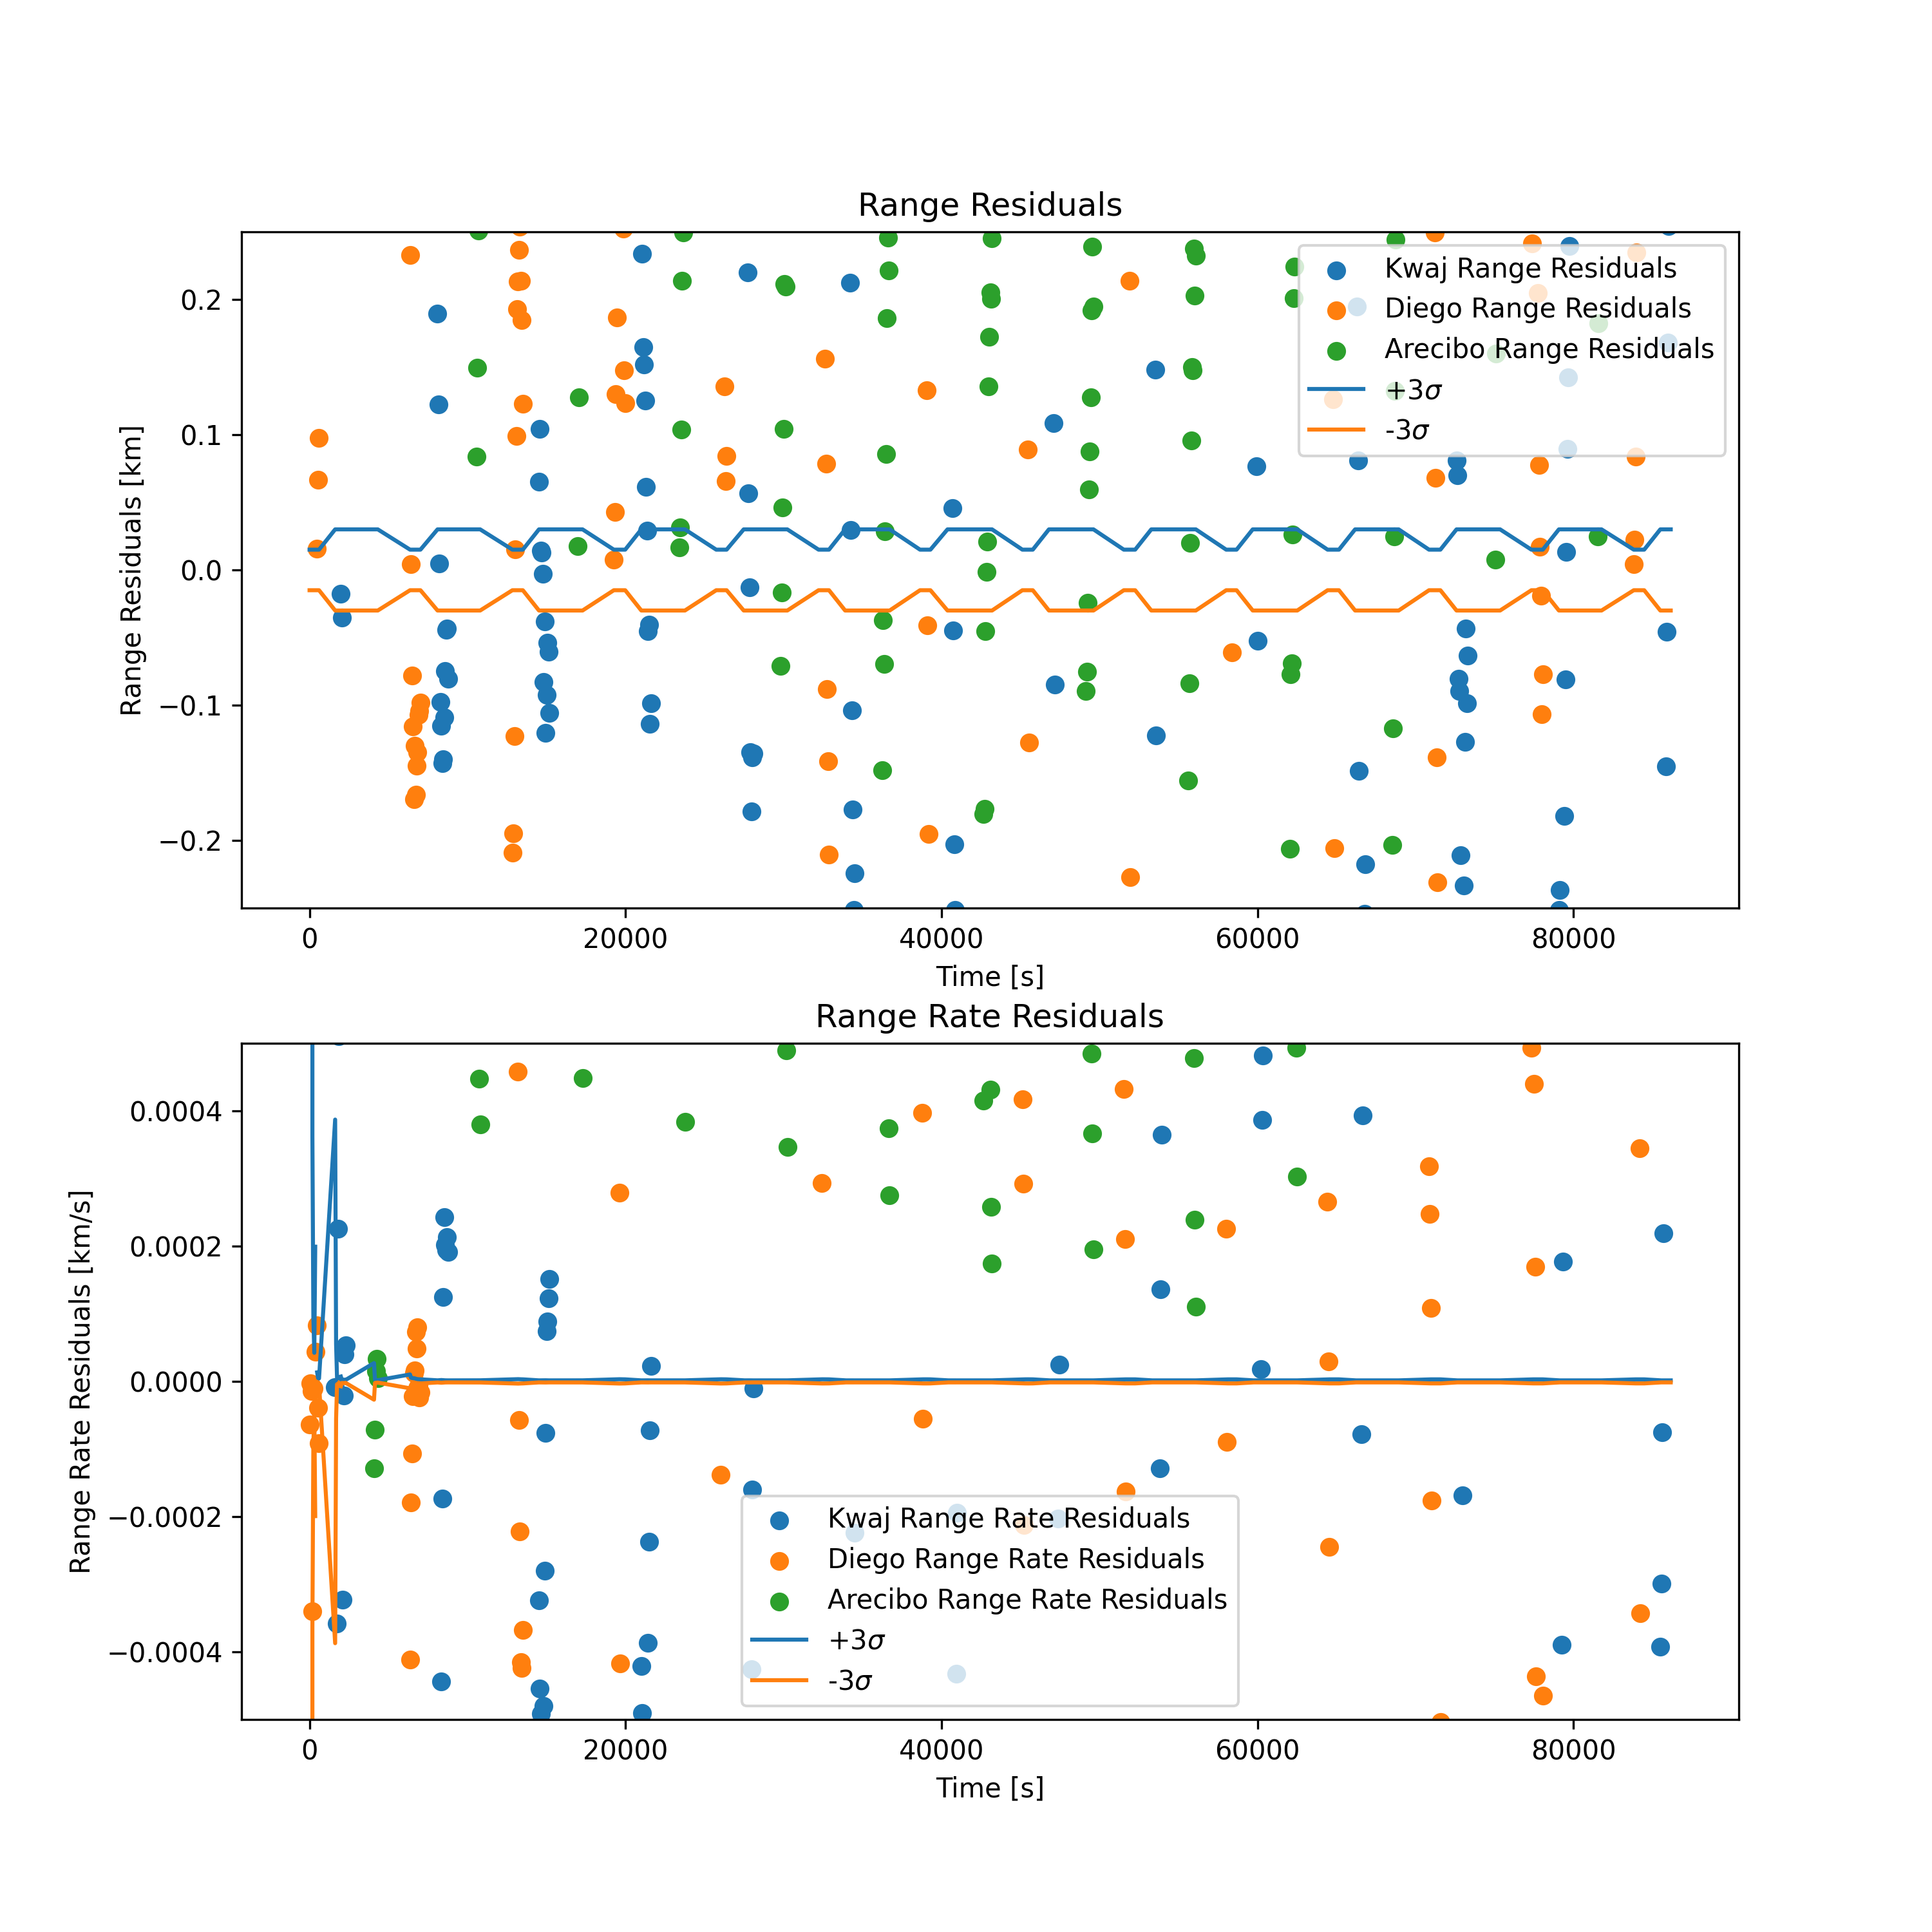 Range Residuals
0.2
0.1
0.0
−0.1
−0.2
Range Residuals [km]
Kwaj Range Residuals
Diego Range Residuals
Arecibo Range Residuals
+3σ
-3σ
0 20000 40000 60000 80000
Time [s]
Range Rate Residuals
0.0004
0.0002
0.0000
−0.0002
−0.0004
Range Rate Residuals [km/s]
Kwaj Range Rate Residuals
Diego Range Rate Residuals
Arecibo Range Rate Residuals
+3σ
-3σ
0 20000 40000 60000 80000
Time [s]